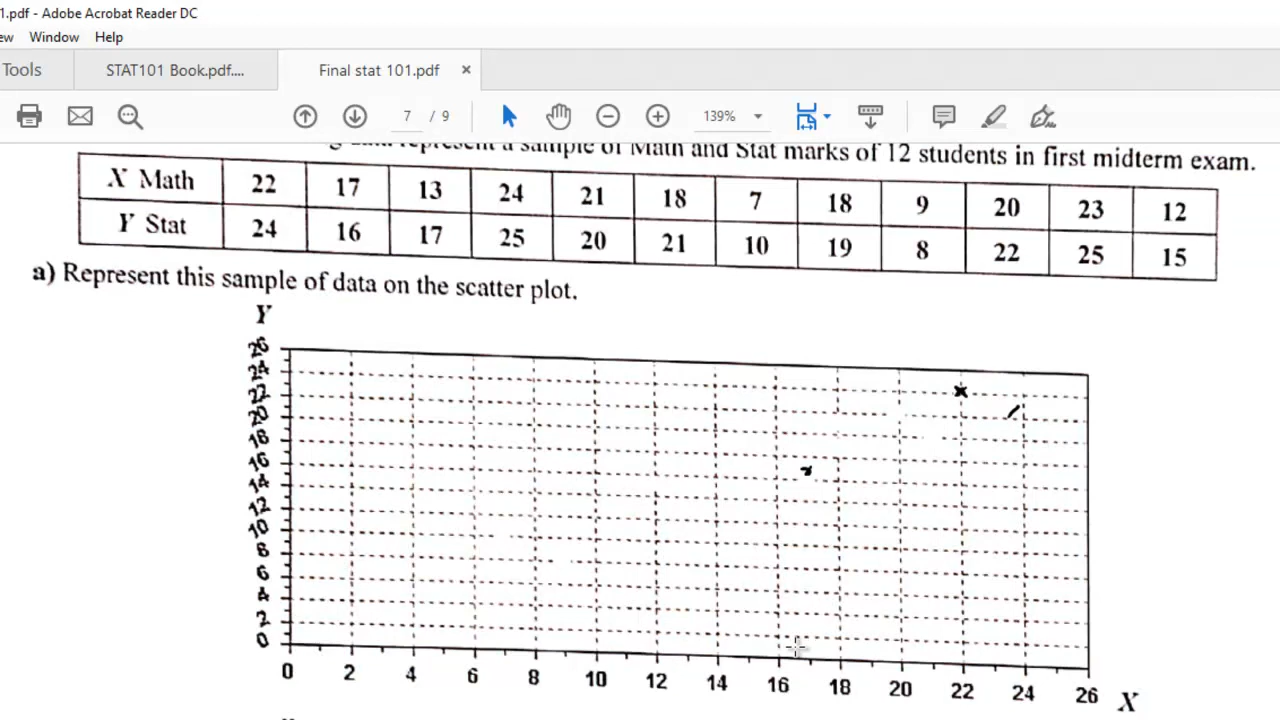 1.pdf - Adobe Acrobat Reader DC
ew Window Help
Tools STAT101 Book.pdf.... Final stat 101.pdf ×
7 / 9 139%
represent a sample of Math and Stat marks of 12 students in first midterm exam.
X Math 22 17 13 24 21 18 7 18 9 20 23 12
Y Stat 24 16 17 25 20 21 10 19 8 22 25 15
a) Represent this sample of data on the scatter plot.
Y
26
24
22
20
18
16
14
12
10
8
6
4
2
0
0 2 4 6 8 10 12 14 16 18 20 22 24 26 X